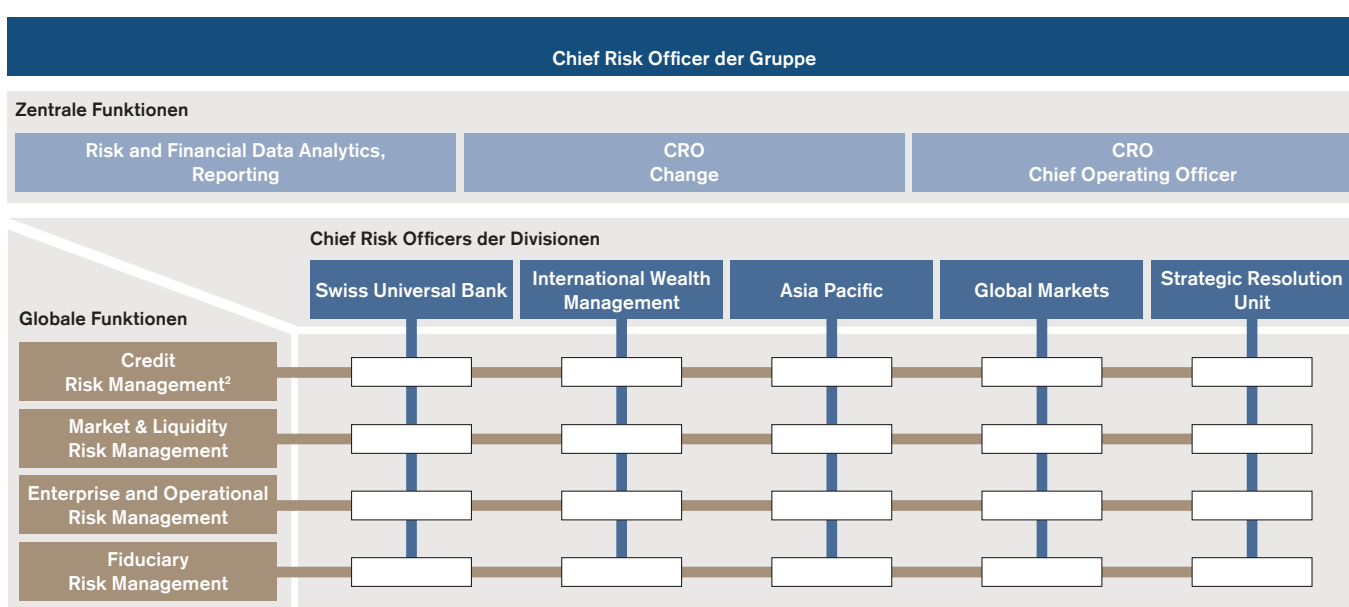 Chief Risk Officer der Gruppe
Zentrale Funktionen
Risk and Financial Data Analytics,
Reporting
CRO
Change
CRO
Chief Operating Officer
Chief Risk Officers der Divisionen
Swiss Universal Bank
International Wealth
Management
Asia Pacific
Global Markets
Strategic Resolution
Unit
Globale Funktionen
Credit
Risk Management²
Market & Liquidity
Risk Management
Enterprise and Operational
Risk Management
Fiduciary
Risk Management